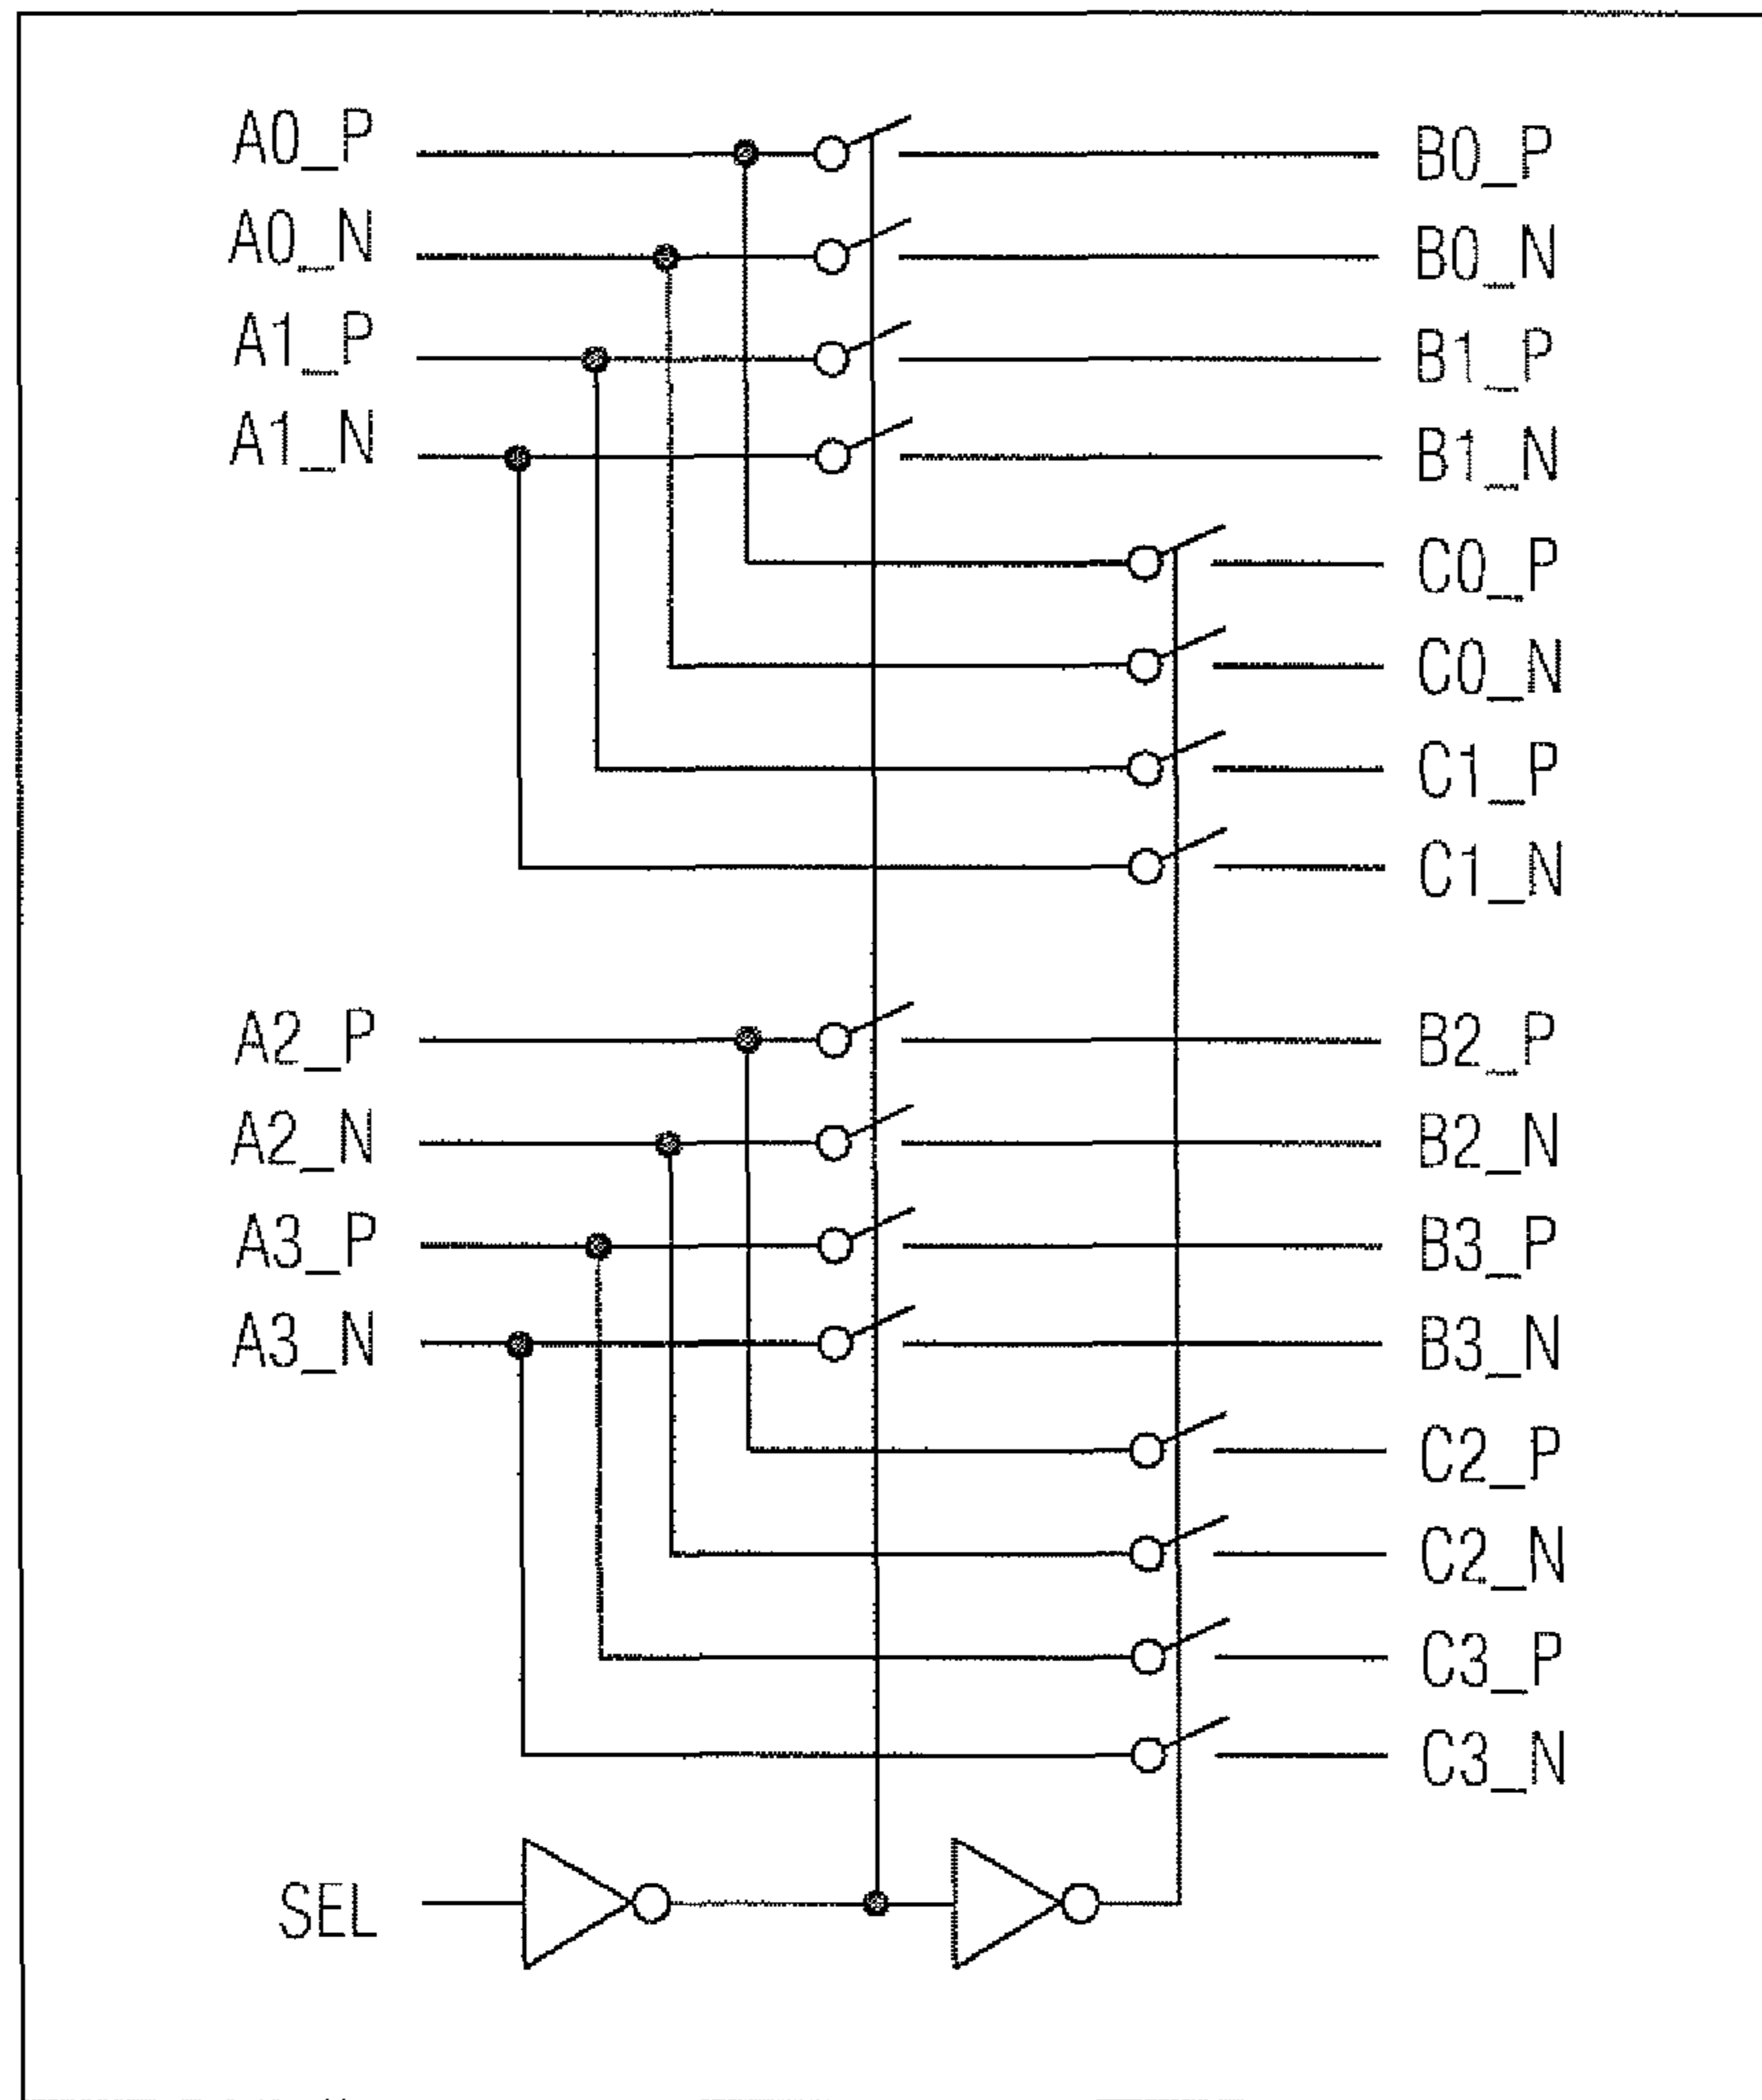 A0_P B0_P
A0_N B0_N
A1_P B1_P
A1_N B1_N
C0_P
C0_N
C1_P
C1_N
A2_P B2_P
A2_N B2_N
A3_P B3_P
A3_N B3_N
C2_P
C2_N
C3_P
C3_N
SEL